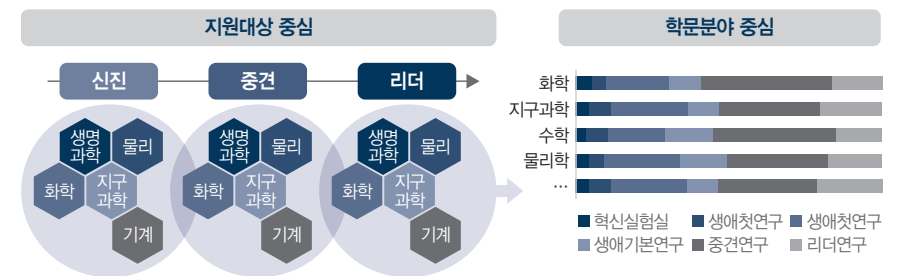 지원대상 중심
학문분야 중심
신진
중견
리더
생명
과학
물리
화학
지구
과학
기계
생명
과학
물리
화학
지구
과학
기계
생명
과학
물리
화학
지구
과학
기계
화학
지구과학
수학
물리학
...
혁신실험실
생애첫연구
생애첫연구
생애기본연구
중견연구
리더연구